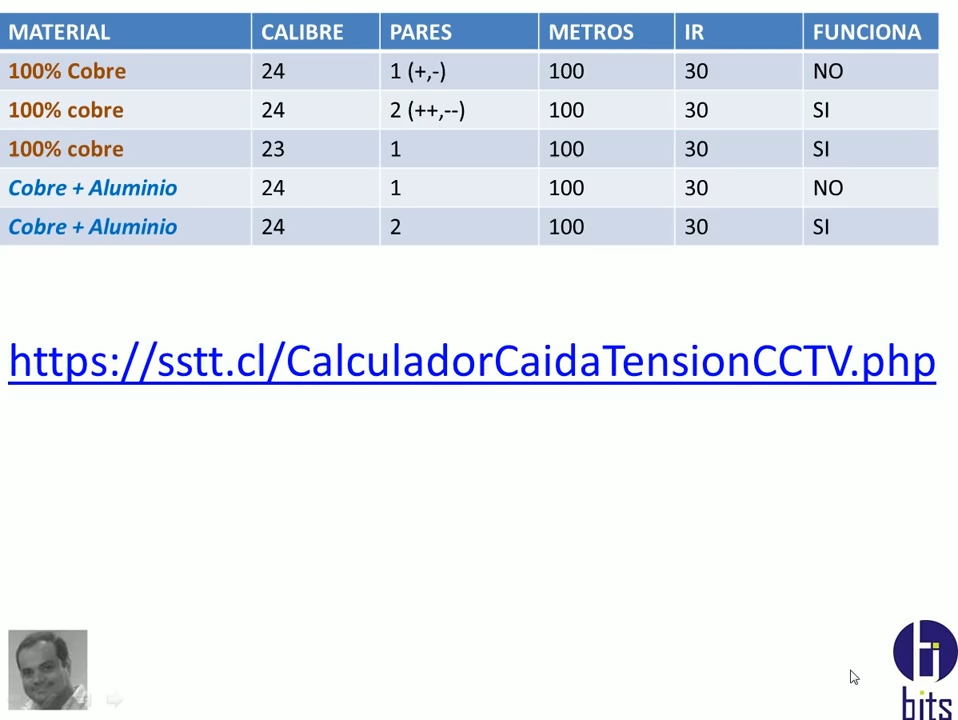 MATERIAL CALIBRE PARES METROS IR FUNCIONA
100% Cobre 24 1 (+,-) 100 30 NO
100% cobre 24 2 (++,--) 100 30 SI
100% cobre 23 1 100 30 SI
Cobre + Aluminio 24 1 100 30 NO
Cobre + Aluminio 24 2 100 30 SI
https://sstt.cl/CalculadorCaidaTensionCCTV.php
bits